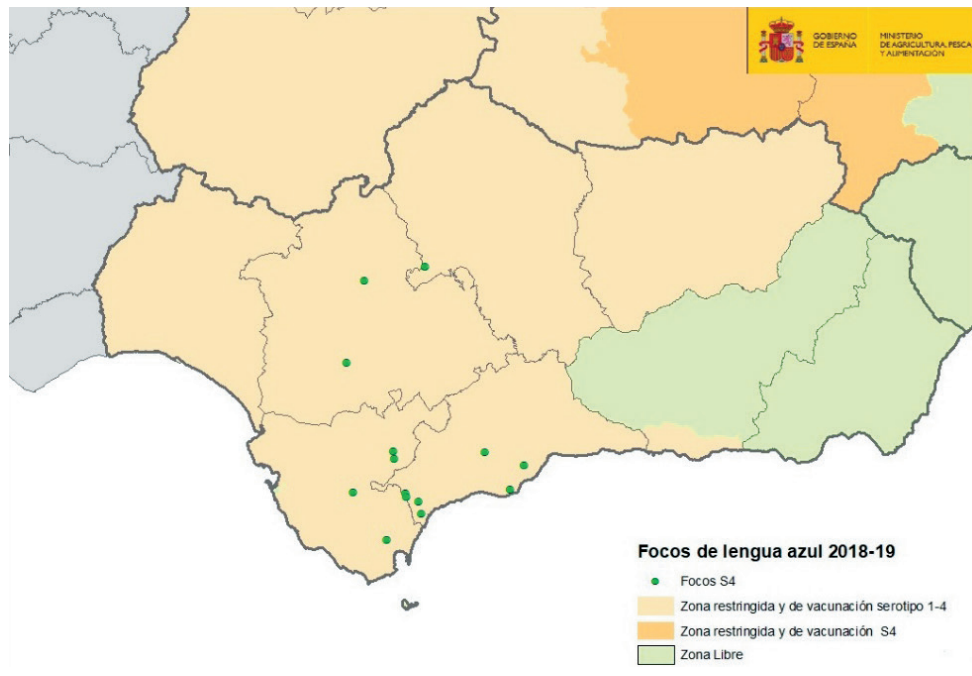 GOBIERNO
DE ESPAÑA
MINISTERIO
DE AGRICULTURA, PESCA
Y ALIMENTACIÓN
Focos de lengua azul 2018-19
Focos S4
Zona restringida y de vacunación serotipo 1-4
Zona restringida y de vacunación S4
Zona Libre